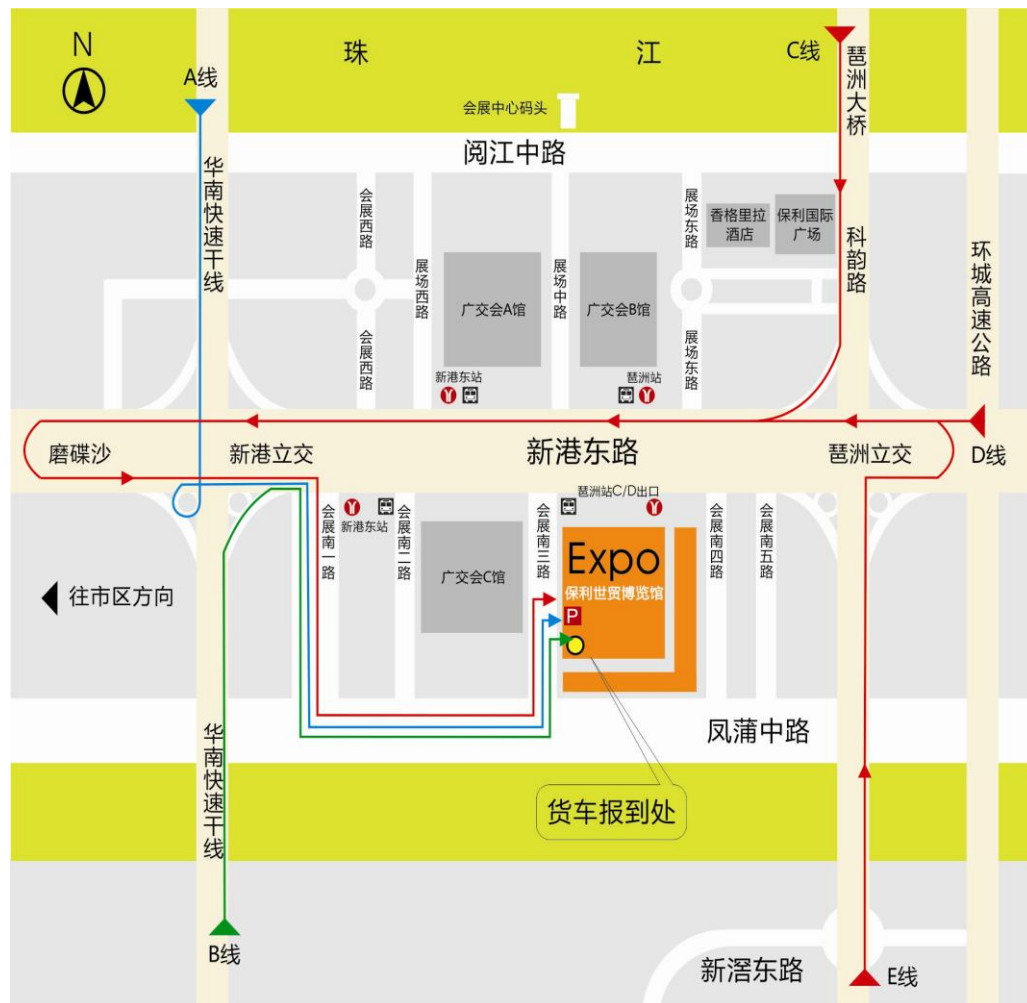 N
珠 江
A线
C线
琶洲大桥
会展中心码头
阅江中路
华南快速干线
会展西路
展场东路
香格里拉
酒店
保利国际
广场
科韵路
环城高速公路
展场西路
广交会A馆
展场中路
广交会B馆
会展西路
展场东路
新港东站
琶洲站
磨碟沙
新港立交
新港东路
琶洲立交
D线
琶洲站C/D出口
会展南一路
新港东站
会展南二路
会展南三路
会展南四路
会展南五路
Expo
保利世贸博览馆
广交会C馆
往市区方向
P
华南快速干线
凤蒲中路
货车报到处
B线
新滘东路
E线